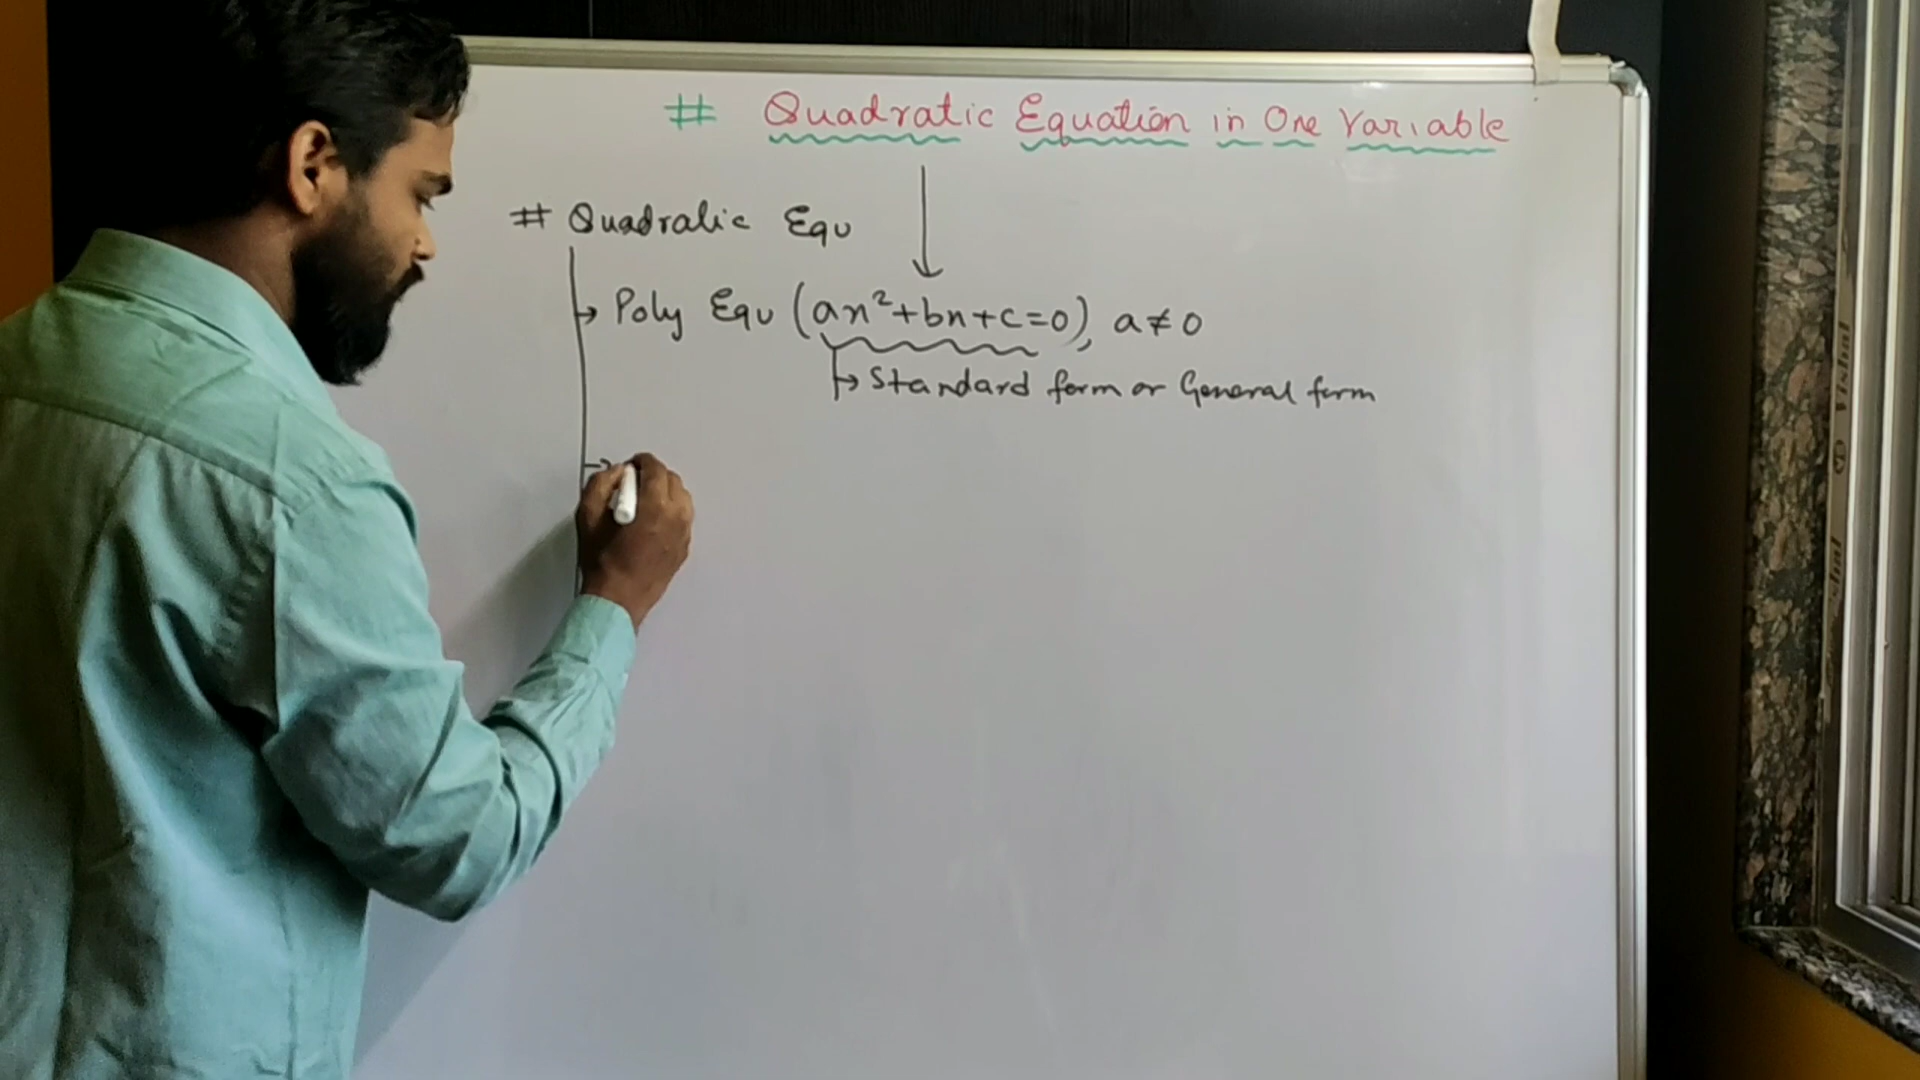 # Quadratic Equation in One Variable
# Quadratic Equ
→ Poly Equ (ax²+bx+c=0), a≠0
→ Standard form or General form